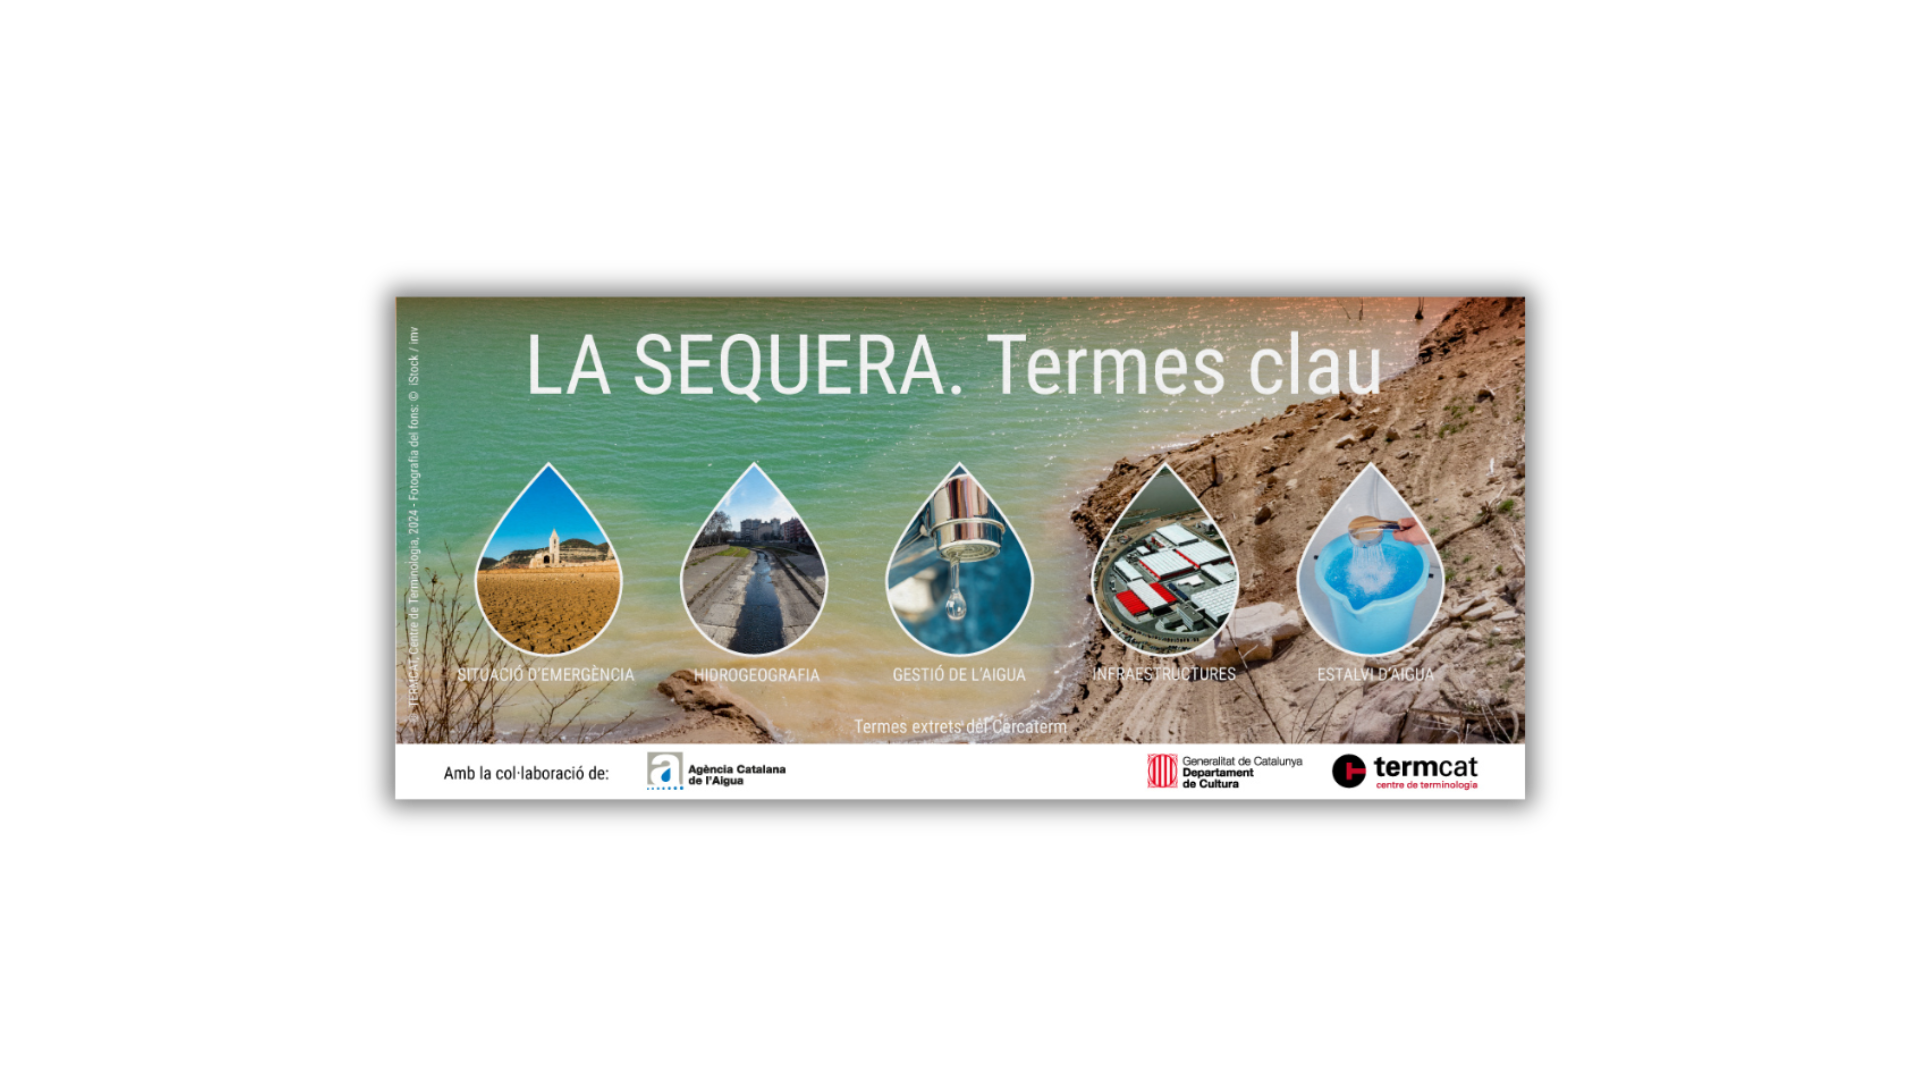 LA SEQUERA. Termes clau
© TERMCAT, Centre de Terminologia, 2024 - Fotografia del fons: © iStock / imv
SITUACIÓ D'EMERGÈNCIA
HIDROGEOGRAFIA
GESTIÓ DE L'AIGUA
INFRAESTRUCTURES
ESTALVI D'AIGUA
Termes extrets del Cercaterm
Amb la col·laboració de:
Agència Catalana
de l'Aigua
Generalitat de Catalunya
Departament
de Cultura
termcat
centre de terminologia